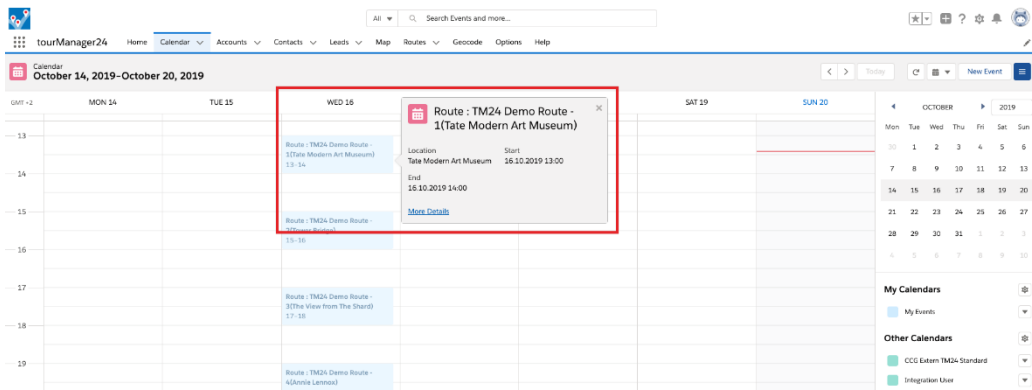 All
Search Events and more...
tourManager24 Home Calendar Accounts Contacts Leads Map Routes Geocode Options Help
Calendar
October 14, 2019–October 20, 2019
Today
New Event
GMT +2 MON 14 TUE 15 WED 16 SAT 19 SUN 20
13
14
15
16
17
18
19
Route : TM24 Demo Route -
1(Tate Modern Art Museum)
13–14
Route : TM24 Demo Route -
2(Tower Bridge)
15–16
Route : TM24 Demo Route -
3(The View from The Shard)
17–18
Route : TM24 Demo Route -
4(Annie Lennox)
Route : TM24 Demo Route -
1(Tate Modern Art Museum)
Location Start
Tate Modern Art Museum 16.10.2019 13:00
End
16.10.2019 14:00
More Details
OCTOBER 2019
Mon Tue Wed Thu Fri Sat Sun
30 1 2 3 4 5 6
7 8 9 10 11 12 13
14 15 16 17 18 19 20
21 22 23 24 25 26 27
28 29 30 31 1 2 3
4 5 6 7 8 9 10
My Calendars
My Events
Other Calendars
CCG Extern TM24 Standard
Integration User